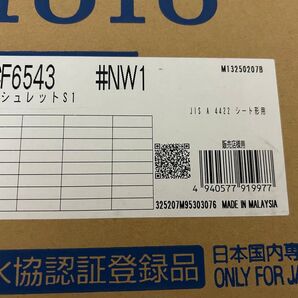 TOTO
CF6543 #NW1
シュレットS1
M13250207B
JIS A 4422 シート形用
販売店様用
4 940577 919977
325207M95303076 MADE IN MALAYSIA
水協認証登録品
日本国内専
ONLY FOR JA